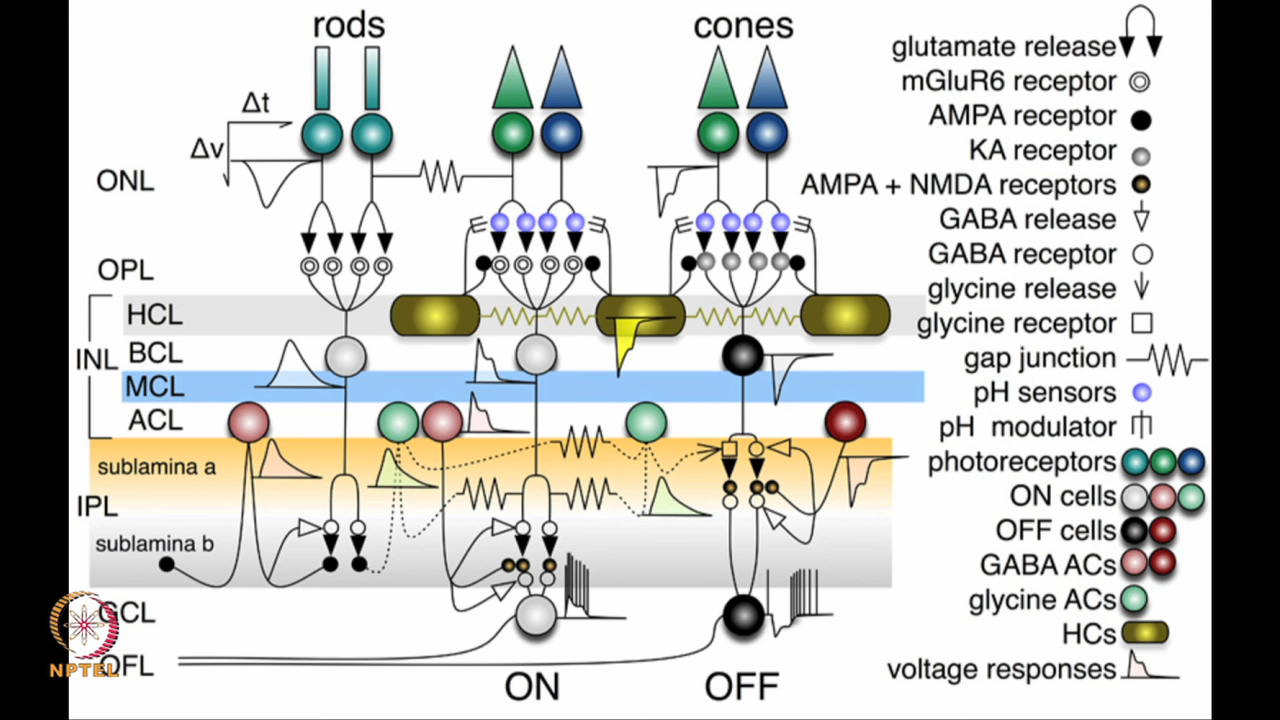 rods
cones
Δt
Δv
ONL
OPL
HCL
INL
BCL
MCL
ACL
sublamina a
IPL
sublamina b
GCL
OFL
ON
OFF
glutamate release
mGluR6 receptor
AMPA receptor
KA receptor
AMPA + NMDA receptors
GABA release
GABA receptor
glycine release
glycine receptor
gap junction
pH sensors
pH modulator
photoreceptors
ON cells
OFF cells
GABA ACs
glycine ACs
HCs
voltage responses
NPTEL